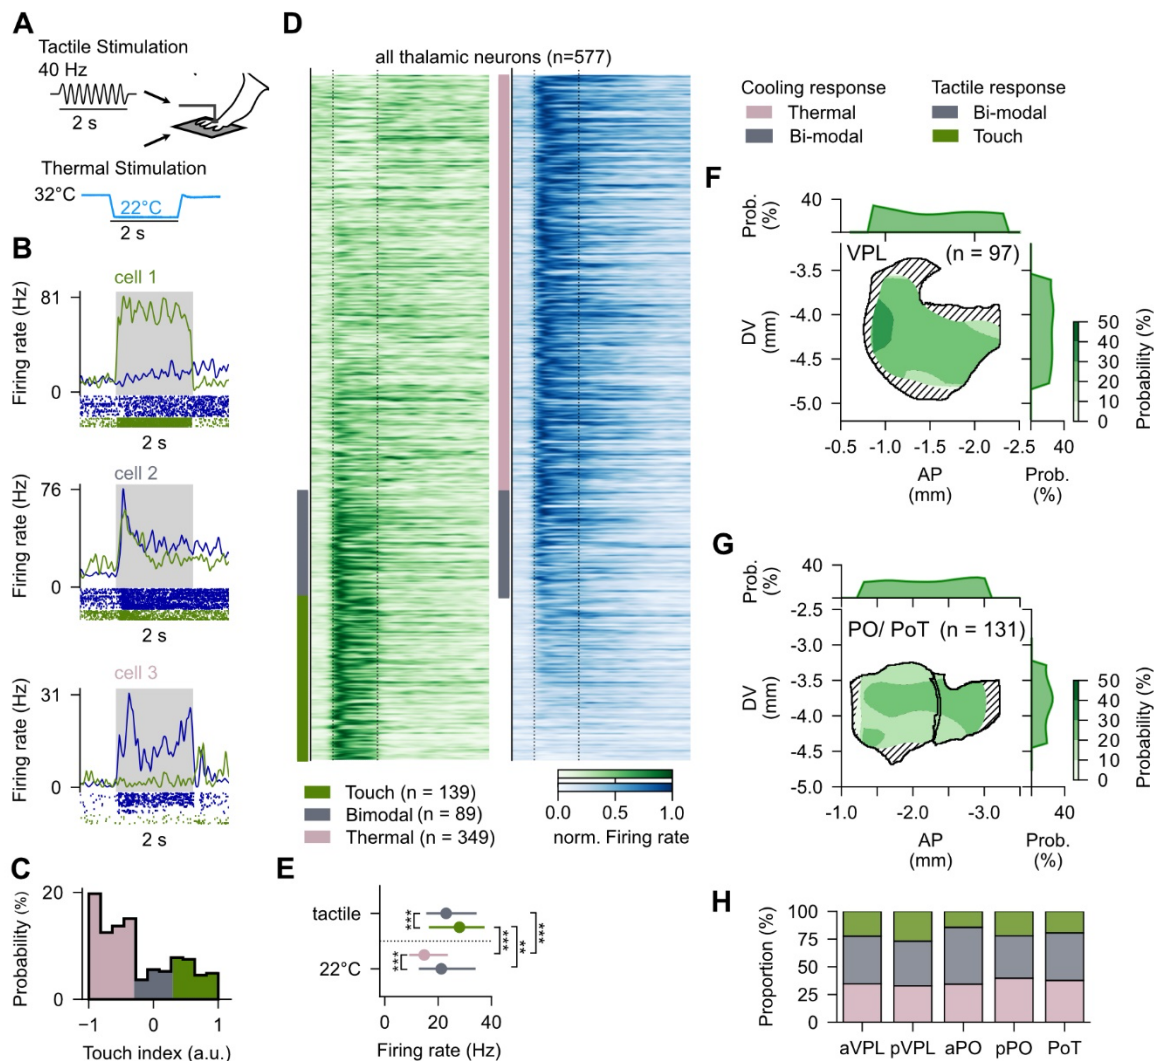 A
Tactile Stimulation
40 Hz
2 s
Thermal Stimulation
32°C
22°C
2 s
B
cell 1
81
0
Firing rate (Hz)
2 s
cell 2
76
0
Firing rate (Hz)
2 s
cell 3
31
0
Firing rate (Hz)
2 s
C
20
0
Probability (%)
−1 0 1
Touch index (a.u.)
D
all thalamic neurons (n=577)
Touch (n = 139)
Bimodal (n = 89)
Thermal (n = 349)
0.0 0.5 1.0
norm. Firing rate
E
tactile
22°C
***
***
***
**
***
0 20 40
Firing rate (Hz)
Cooling response
Thermal
Bi-modal
Tactile response
Bi-modal
Touch
F
40
Prob.
(%)
VPL (n = 97)
-3.5
-4.0
-4.5
-5.0
DV
(mm)
-0.5 -1.0 -1.5 -2.0 -2.5
AP
(mm)
40
Prob.
(%)
50
40
30
20
10
0
Probability (%)
G
40
Prob.
(%)
-2.5
-3.0
-3.5
-4.0
-4.5
-5.0
PO/ PoT (n = 131)
DV
(mm)
-1.0 -2.0 -3.0
AP
(mm)
40
Prob.
(%)
50
40
30
20
10
0
Probability (%)
H
100
75
50
25
0
Proportion (%)
aVPL pVPL aPO pPO PoT